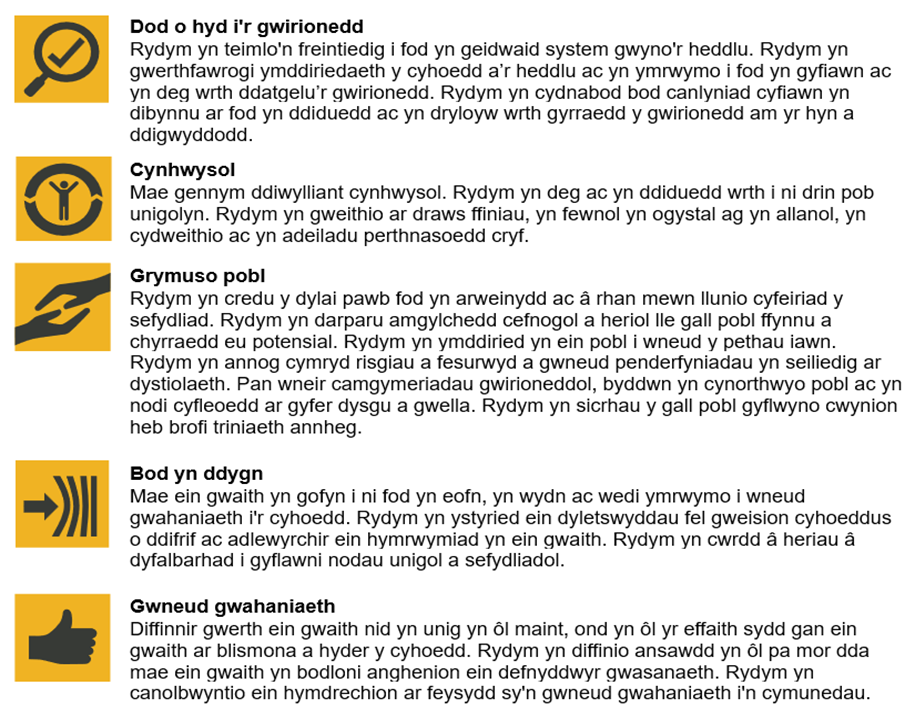 Dod o hyd i'r gwirionedd
Rydym yn teimlo'n freintiedig i fod yn geidwaid system gwyno'r heddlu. Rydym yn
gwerthfawrogi ymddiriedaeth y cyhoedd a'r heddlu ac yn ymrwymo i fod yn gyfiawn ac
yn deg wrth ddatgelu'r gwirionedd. Rydym yn cydnabod bod canlyniad cyfiawn yn
dibynnu ar fod yn ddiduedd ac yn dryloyw wrth gyrraedd y gwirionedd am yr hyn a
ddigwyddodd.
Cynhwysol
Mae gennym ddiwylliant cynhwysol. Rydym yn deg ac yn ddiduedd wrth i ni drin pob
unigolyn. Rydym yn gweithio ar draws ffiniau, yn fewnol yn ogystal ag yn allanol, yn
cydweithio ac yn adeiladu perthnasoedd cryf.
Grymuso pobl
Rydym yn credu y dylai pawb fod yn arweinydd ac â rhan mewn llunio cyfeiriad y
sefydliad. Rydym yn darparu amgylchedd cefnogol a heriol lle gall pobl ffynnu a
chyrraedd eu potensial. Rydym yn ymddiried yn ein pobl i wneud y pethau iawn.
Rydym yn annog cymryd risgiau a fesurwyd a gwneud penderfyniadau yn seiliedig ar
dystiolaeth. Pan wneir camgymeriadau gwirioneddol, byddwn yn cynorthwyo pobl ac yn
nodi cyfleoedd ar gyfer dysgu a gwella. Rydym yn sicrhau y gall pobl gyflwyno cwynion
heb brofi triniaeth annheg.
Bod yn ddygn
Mae ein gwaith yn gofyn i ni fod yn eofn, yn wydn ac wedi ymrwymo i wneud
gwahaniaeth i'r cyhoedd. Rydym yn ystyried ein dyletswyddau fel gweision cyhoeddus
o ddifrif ac adlewyrchir ein hymrwymiad yn ein gwaith. Rydym yn cwrdd â heriau â
dyfalbarhad i gyflawni nodau unigol a sefydliadol.
Gwneud gwahaniaeth
Diffinnir gwerth ein gwaith nid yn unig yn ôl maint, ond yn ôl yr effaith sydd gan ein
gwaith ar blismona a hyder y cyhoedd. Rydym yn diffinio ansawdd yn ôl pa mor dda
mae ein gwaith yn bodloni anghenion ein defnyddwyr gwasanaeth. Rydym yn
canolbwyntio ein hymdrechion ar feysydd sy'n gwneud gwahaniaeth i'n cymunedau.